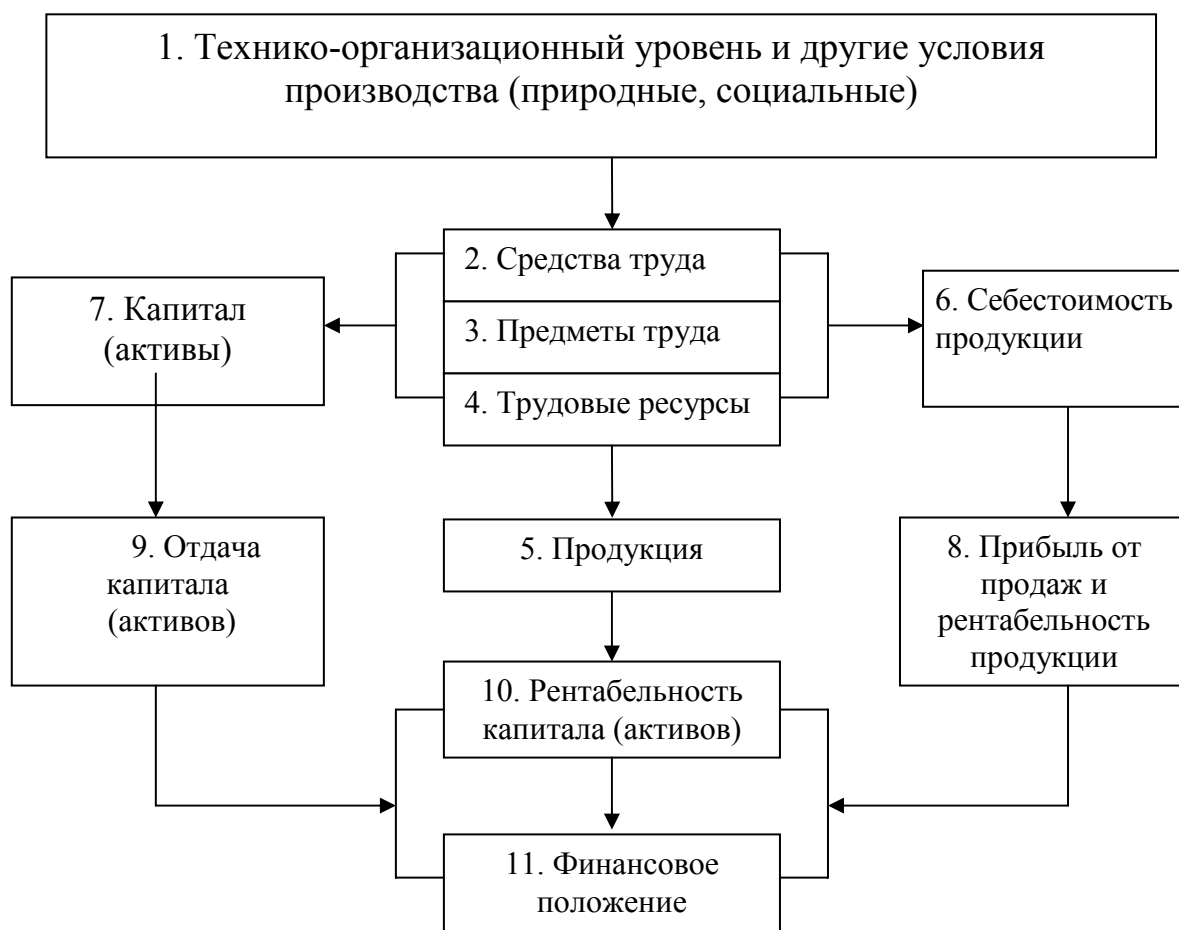 1. Технико-организационный уровень и другие условия
производства (природные, социальные)
2. Средства труда
3. Предметы труда
4. Трудовые ресурсы
7. Капитал
(активы)
6. Себестоимость
продукции
9. Отдача
капитала
(активов)
5. Продукция
8. Прибыль от
продаж и
рентабельность
продукции
10. Рентабельность
капитала (активов)
11. Финансовое
положение